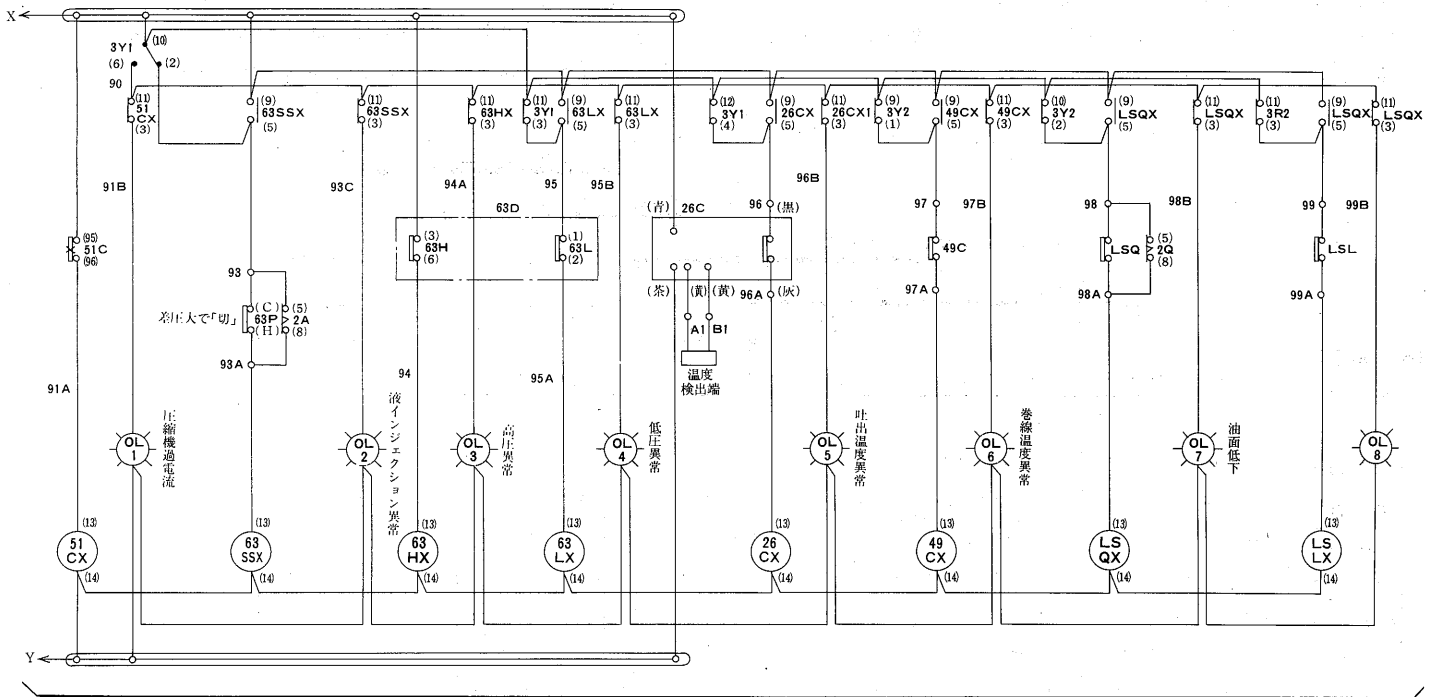 X
3Y1
(10)
(6)
(2)
90
(11)
51
CX
(3)
(9)
63SSX
(5)
(11)
63SSX
(3)
(11)
63HX
(3)
(11)
3Y1
(3)
(9)
63LX
(5)
(11)
63LX
(3)
(12)
3Y1
(4)
(9)
26CX
(5)
(11)
26CX1
(3)
(9)
3Y2
(1)
(9)
49CX
(5)
(11)
49CX
(3)
(10)
3Y2
(2)
(9)
LSQX
(5)
(11)
LSQX
(3)
(11)
3R2
(3)
(9)
LSQX
(5)
(11)
LSQX
(3)
91B
93C
94A
95
95B
96B
97
97B
98
98B
99
99B
63D
(青)
26C
96
(黒)
(95)
51C
(96)
(3)
63H
(6)
(1)
63L
(2)
49C
LSQ
(5)
2Q
(8)
LSL
93
差圧大で「切」
(C)
63P
(H)
(5)
2A
(8)
93A
(茶)
(黄)
(黄)
96A
(灰)
97A
98A
99A
A1
B1
温度
検出端
91A
94
95A
OL
1
圧縮機過電流
OL
2
液インジェクション異常
OL
3
高圧異常
OL
4
低圧異常
OL
5
吐出温度異常
OL
6
巻線温度異常
OL
7
油面低下
OL
8
(13)
51
CX
(14)
(13)
63
SSX
(14)
(13)
63
HX
(14)
(13)
63
LX
(14)
(13)
26
CX
(14)
(13)
49
CX
(14)
(13)
LS
QX
(14)
(13)
LS
LX
(14)
Y